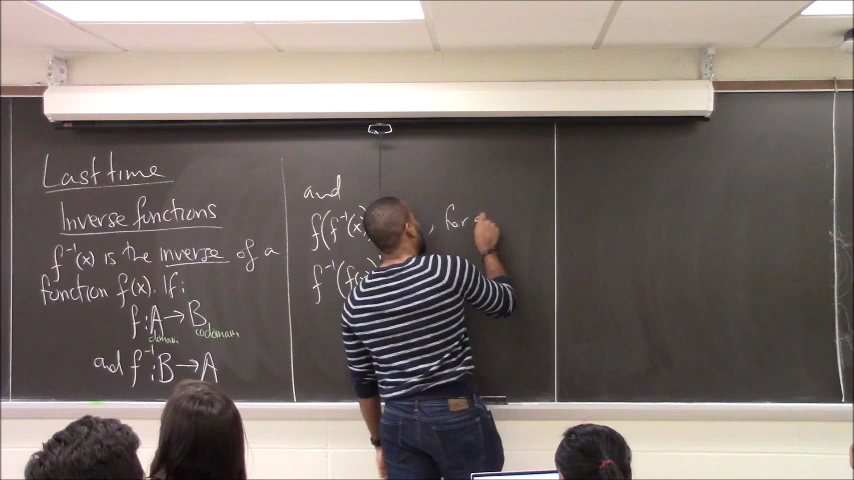 Last time
Inverse functions
f⁻¹(x) is the inverse of a
function f(x). If:
f: A → B
domain codomain
and f⁻¹: B → A
and
f(f⁻¹(x)
, for
f⁻¹(f(x)